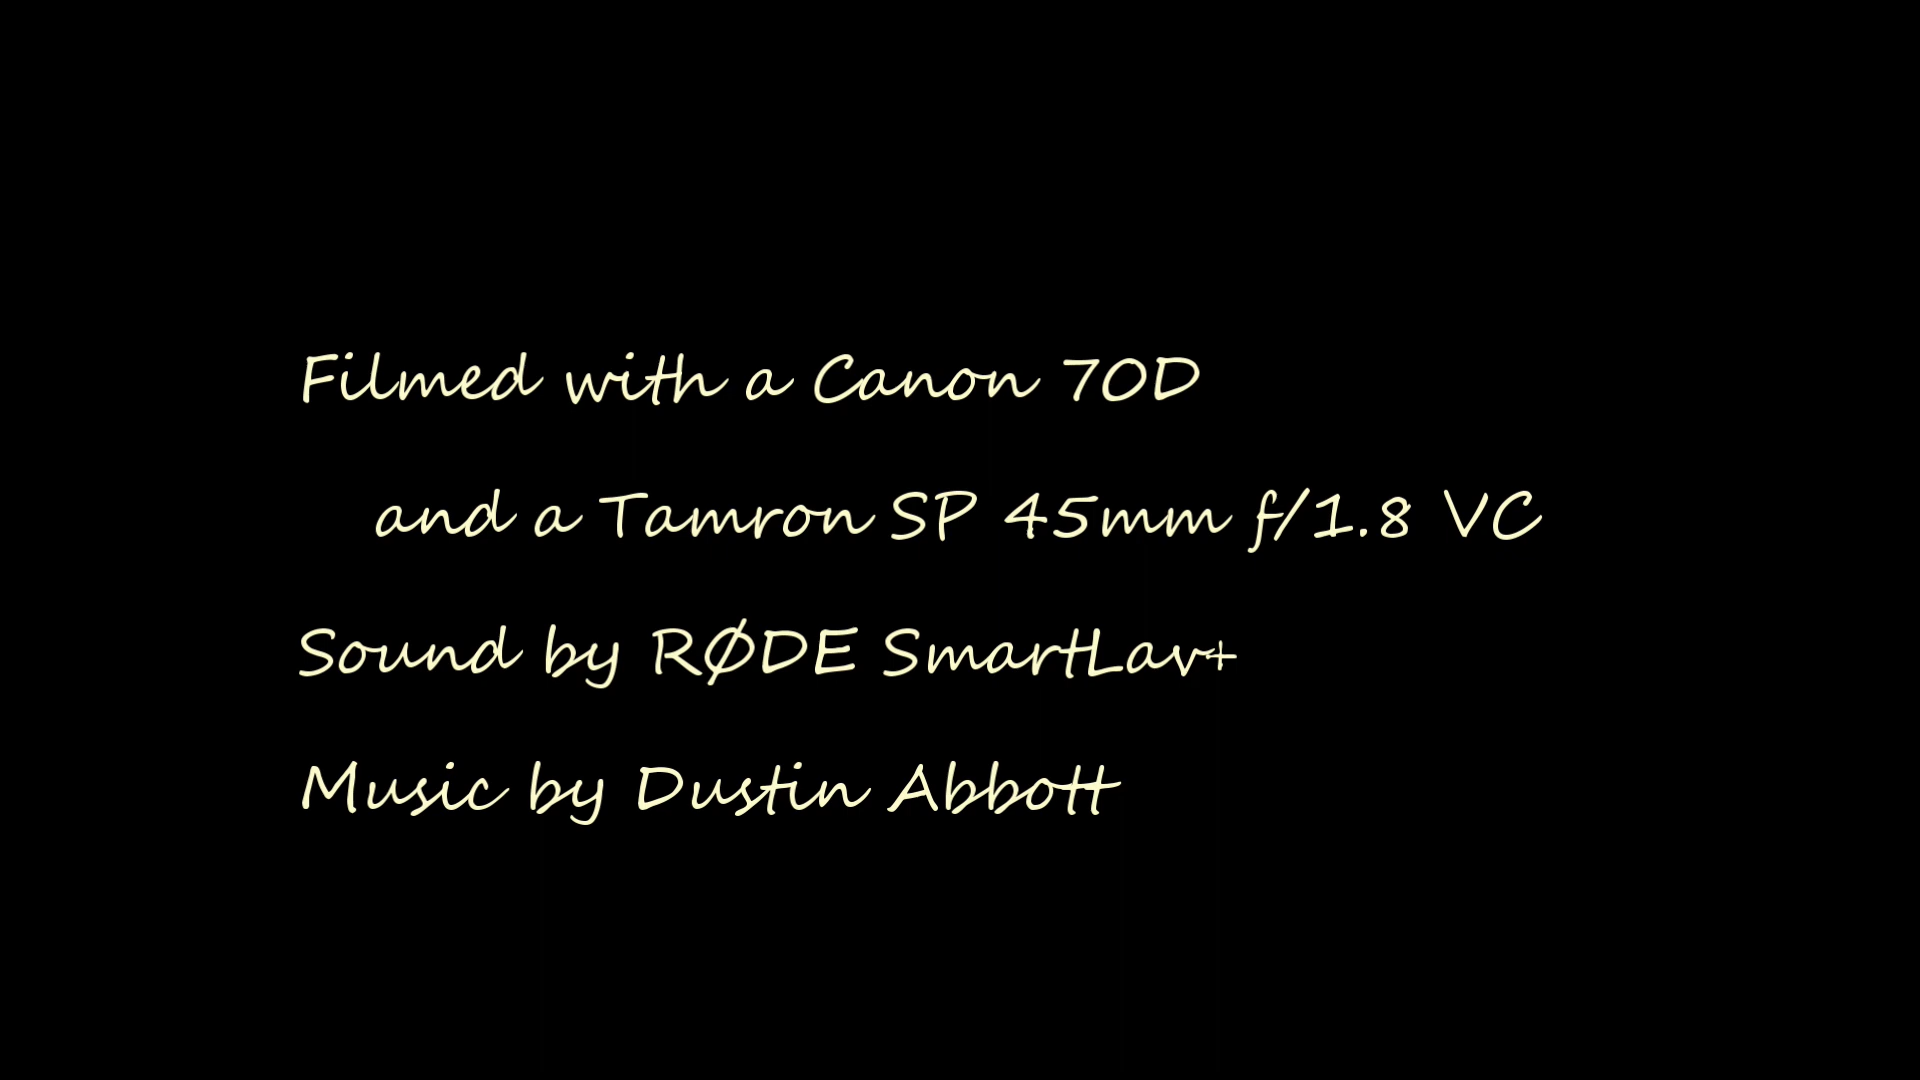 Filmed with a Canon 70D
and a Tamron SP 45mm f/1.8 VC
Sound by RØDE SmartLav+
Music by Dustin Abbott